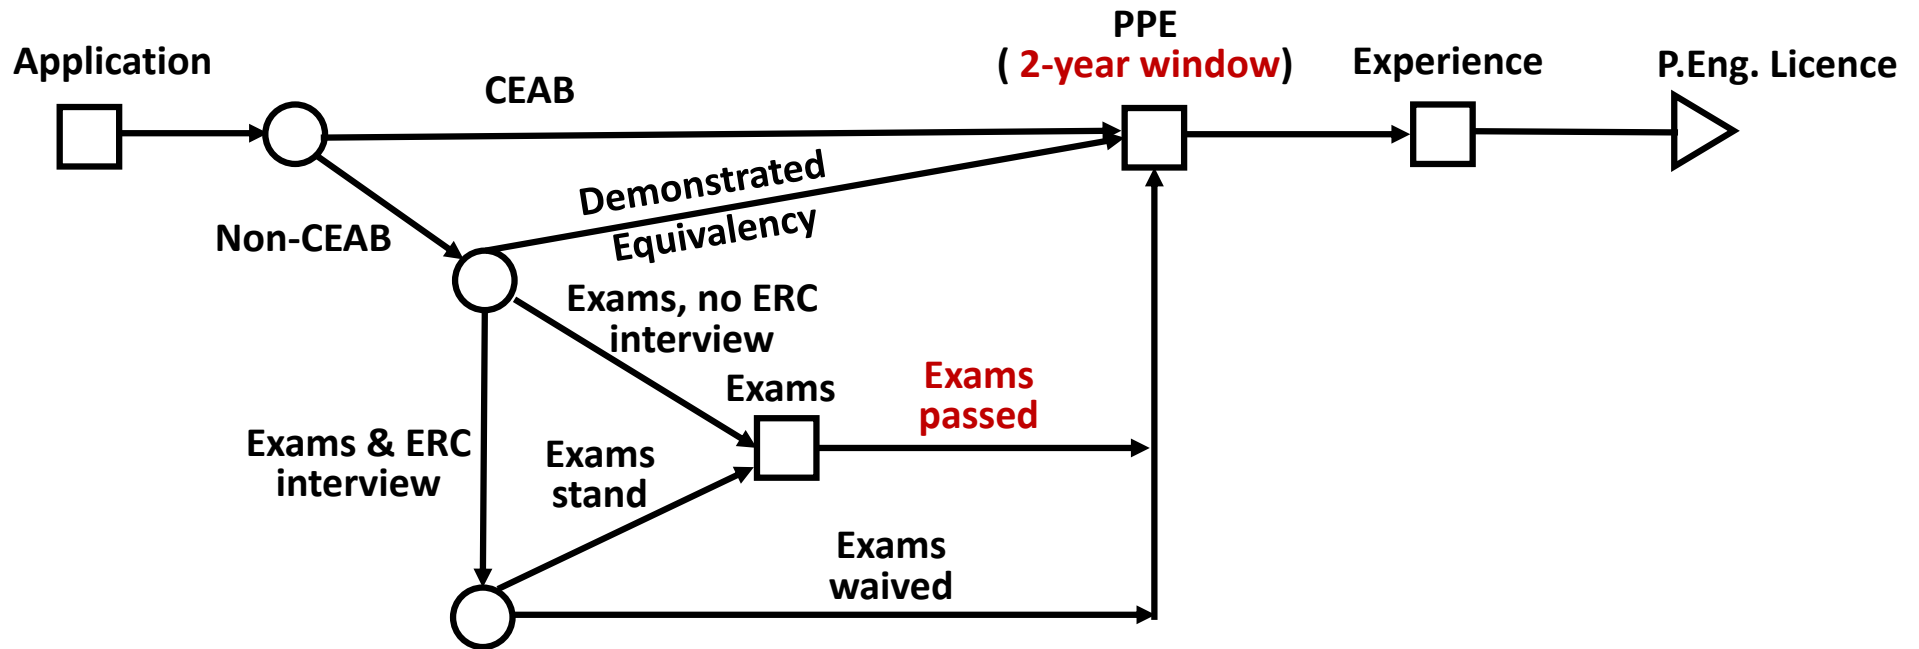 Application
CEAB
PPE
( 2-year window)
Experience
P.Eng. Licence
Non-CEAB
Demonstrated
Equivalency
Exams, no ERC
interview
Exams
Exams
passed
Exams & ERC
interview
Exams
stand
Exams
waived